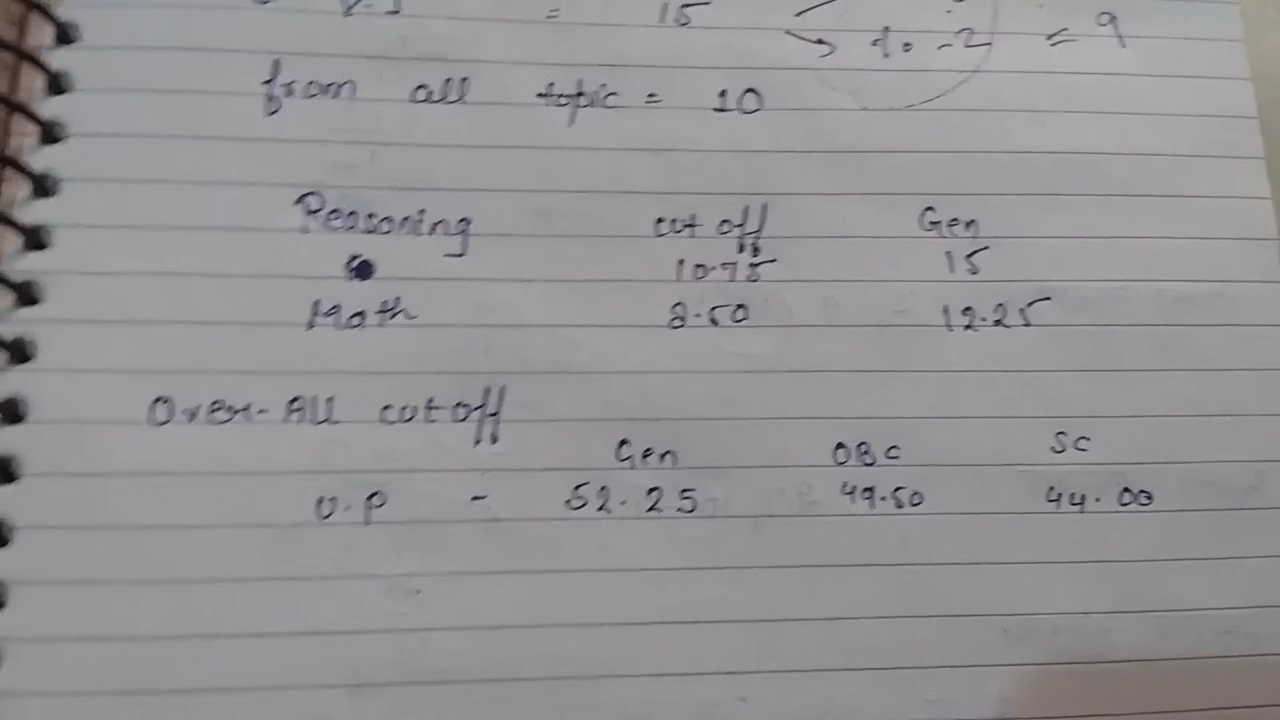 = 15 → to -2 = 9
from all topic = 10
Reasoning cut off Gen
10.75 15
Math 8.50 12.25
Over-All cut off
Gen OBC SC
U.P - 52.25 49.50 44.00